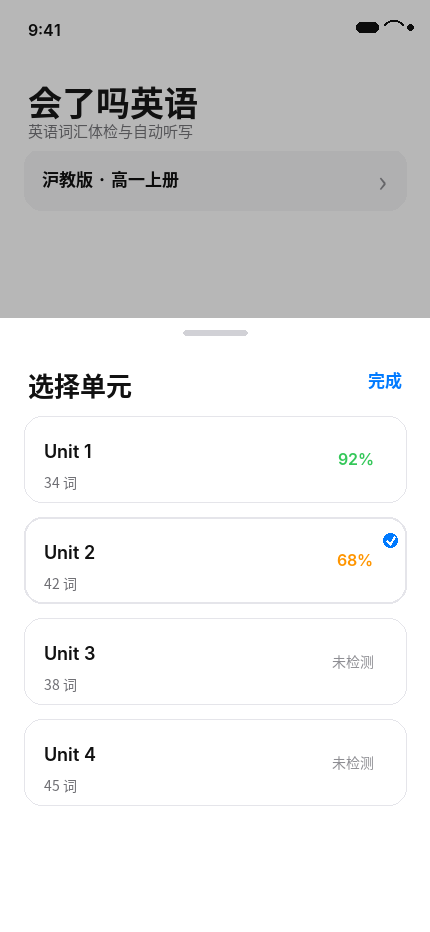 9:41
会了吗英语
英语词汇体检与自动听写
沪教版 · 高一上册
选择单元
完成
Unit 1
92%
34 词
Unit 2
68%
42 词
Unit 3
未检测
38 词
Unit 4
未检测
45 词